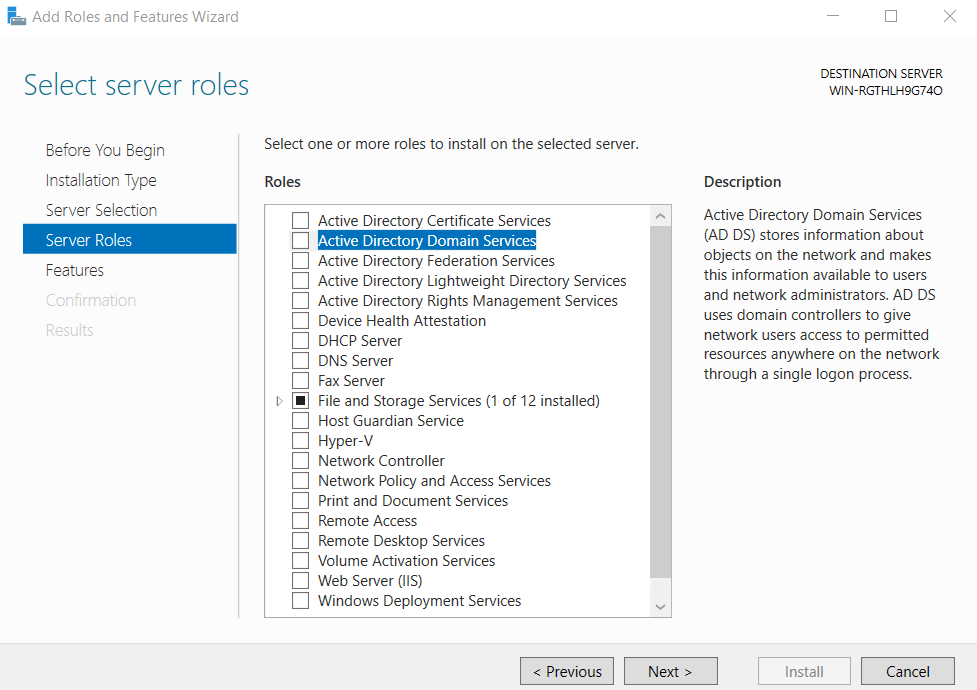 Add Roles and Features Wizard
Select server roles
DESTINATION SERVER
WIN-RGTHLH9G74O
Before You Begin
Installation Type
Server Selection
Server Roles
Features
Confirmation
Results
Select one or more roles to install on the selected server.
Roles
Active Directory Certificate Services
Active Directory Domain Services
Active Directory Federation Services
Active Directory Lightweight Directory Services
Active Directory Rights Management Services
Device Health Attestation
DHCP Server
DNS Server
Fax Server
File and Storage Services (1 of 12 installed)
Host Guardian Service
Hyper-V
Network Controller
Network Policy and Access Services
Print and Document Services
Remote Access
Remote Desktop Services
Volume Activation Services
Web Server (IIS)
Windows Deployment Services
Description
Active Directory Domain Services
(AD DS) stores information about
objects on the network and makes
this information available to users
and network administrators. AD DS
uses domain controllers to give
network users access to permitted
resources anywhere on the network
through a single logon process.
< Previous
Next >
Install
Cancel